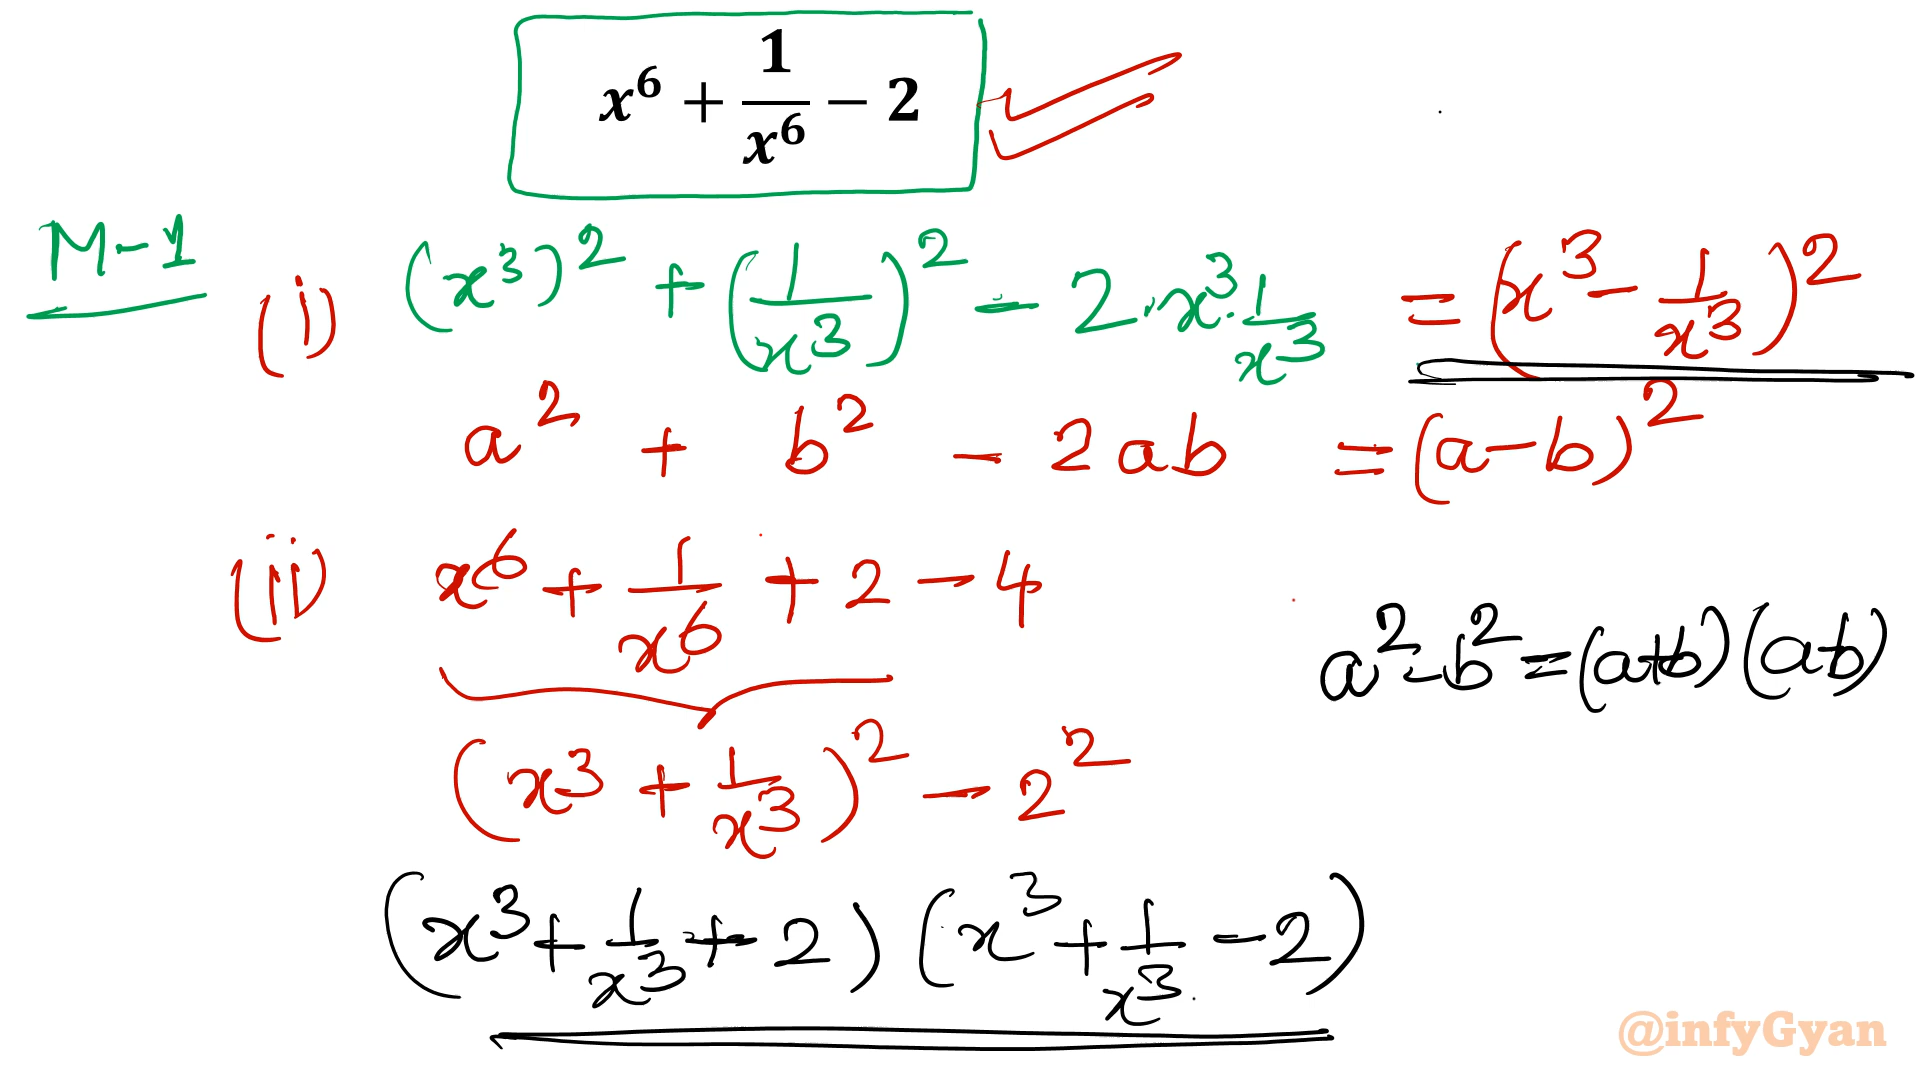 x⁶ + 1/x⁶ − 2
M-1
(i) (x³)² + (1/x³)² − 2·x³·1/x³ = (x³ − 1/x³)²
a² + b² − 2ab = (a−b)²
(ii) x⁶ + 1/x⁶ + 2 − 4
a² − b² = (a+b)(a-b)
(x³ + 1/x³)² − 2²
(x³ + 1/x³ + 2)(x³ + 1/x³ − 2)
@infyGyan